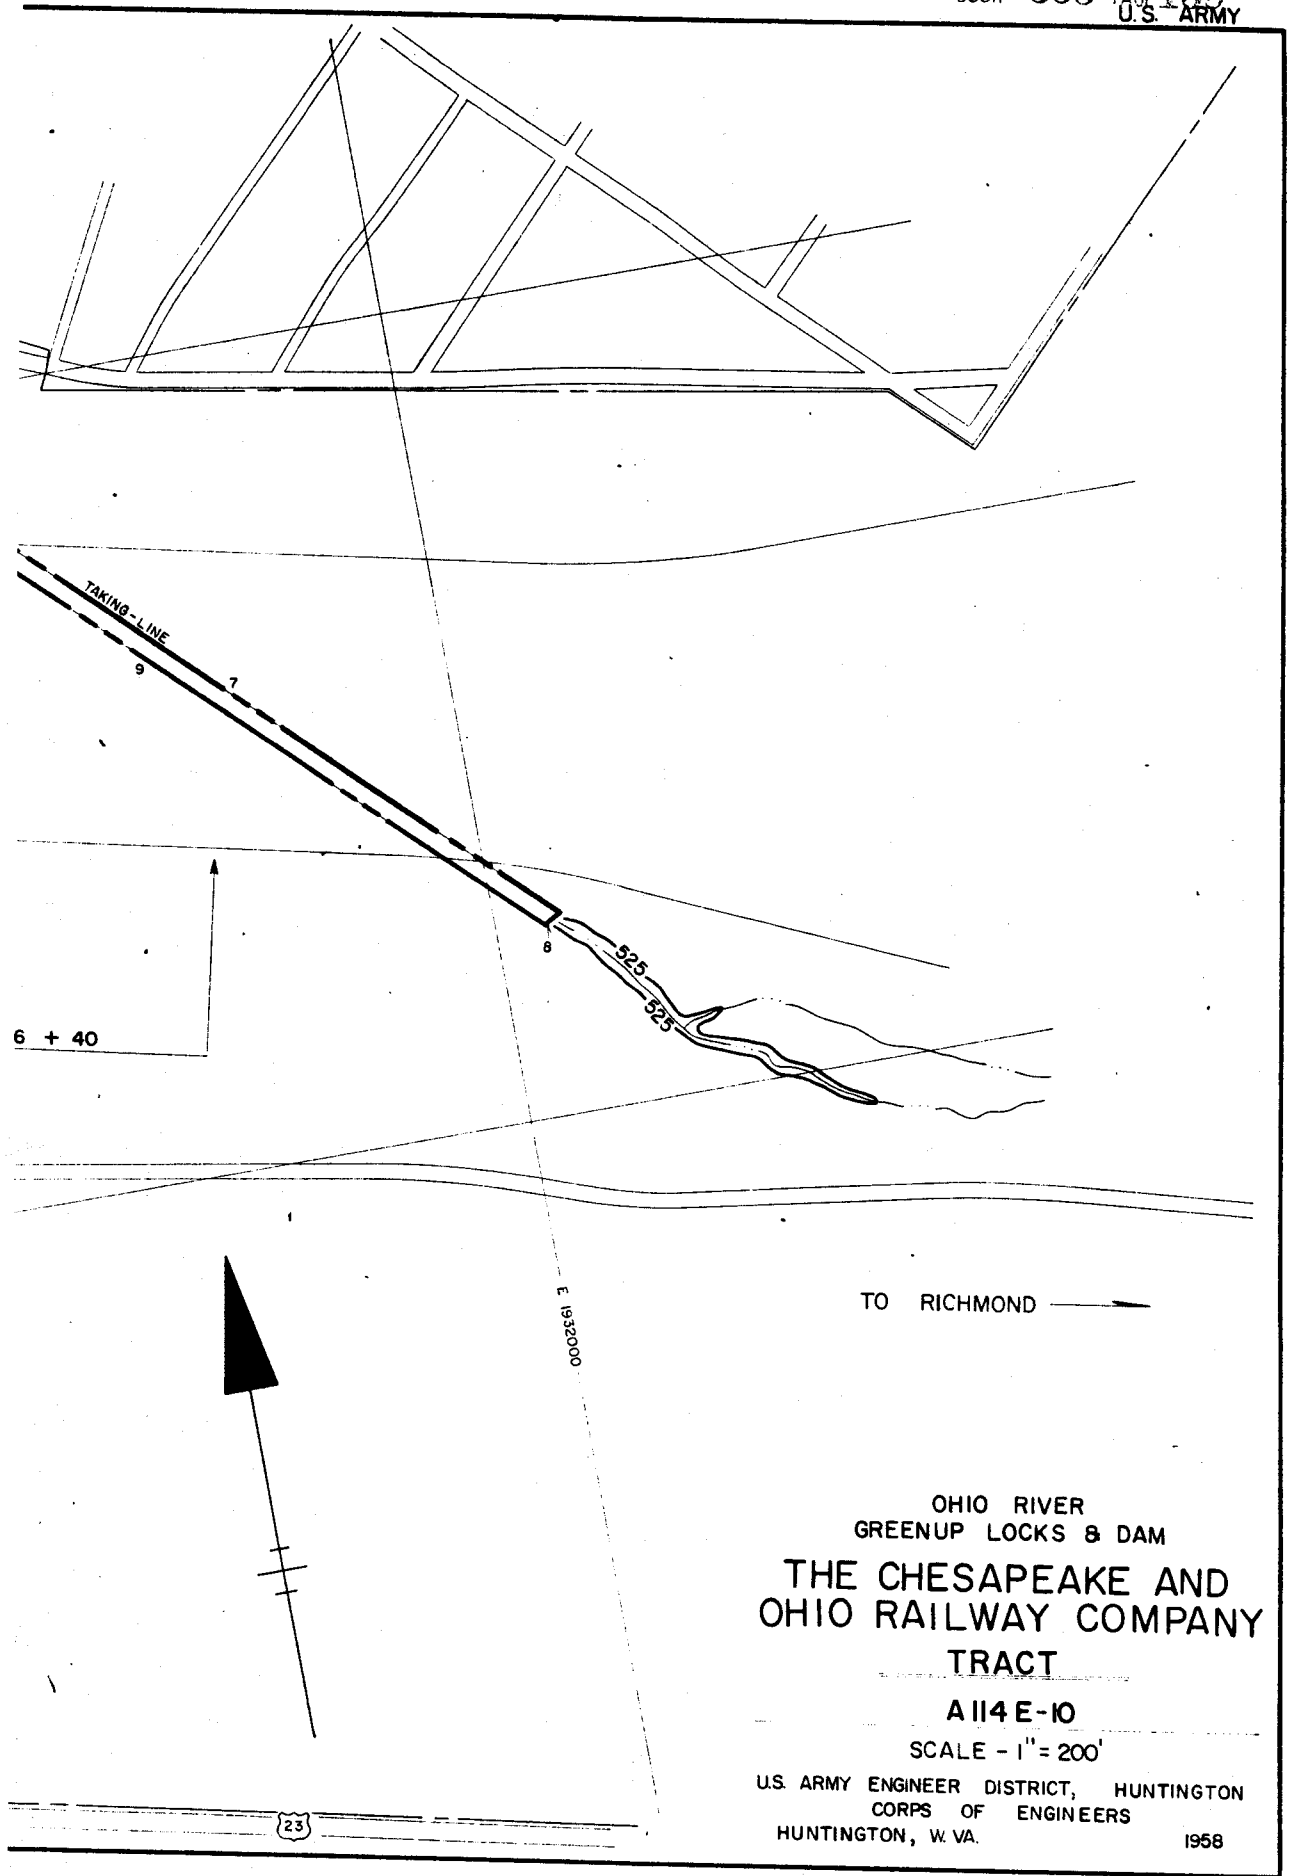 U.S. ARMY
TAKING-LINE
9
7
8
525
525
6 + 40
E 1932000
TO RICHMOND
OHIO RIVER
GREENUP LOCKS & DAM
THE CHESAPEAKE AND
OHIO RAILWAY COMPANY
TRACT
A114E-10
SCALE - 1" = 200'
U.S. ARMY ENGINEER DISTRICT, HUNTINGTON
CORPS OF ENGINEERS
HUNTINGTON, W. VA.
1958
23